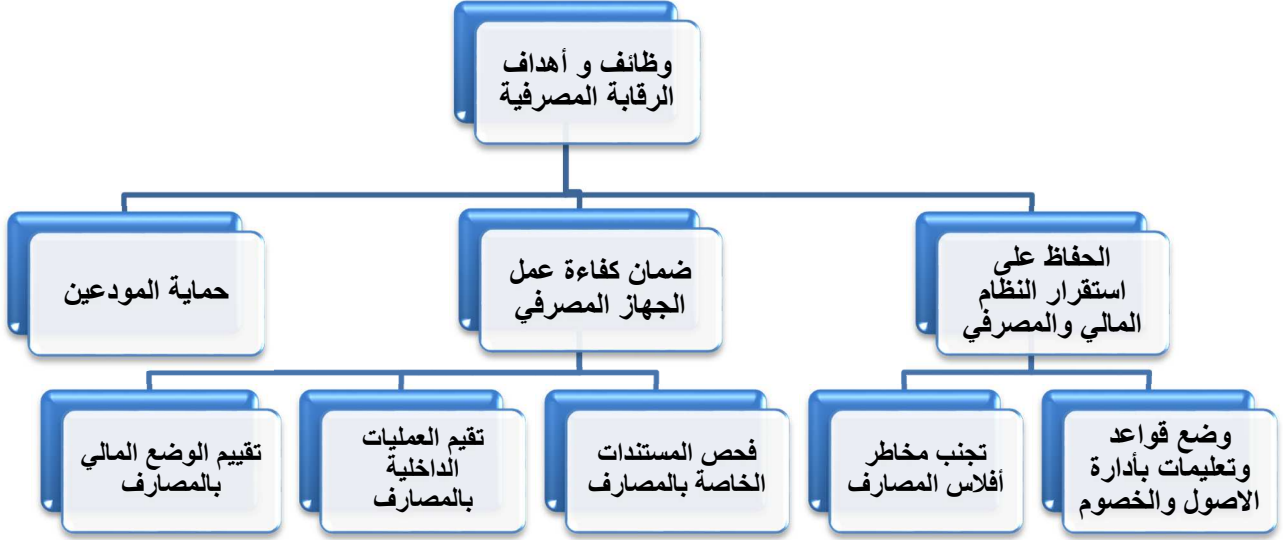 وظائف و أهداف
الرقابة المصرفية
الحفاظ على
استقرار النظام
المالي والمصرفي
ضمان كفاءة عمل
الجهاز المصرفي
حماية المودعين
وضع قواعد
وتعليمات بأدارة
الاصول والخصوم
تجنب مخاطر
أفلاس المصارف
فحص المستندات
الخاصة بالمصارف
تقيم العمليات
الداخلية
بالمصارف
تقييم الوضع المالي
بالمصارف